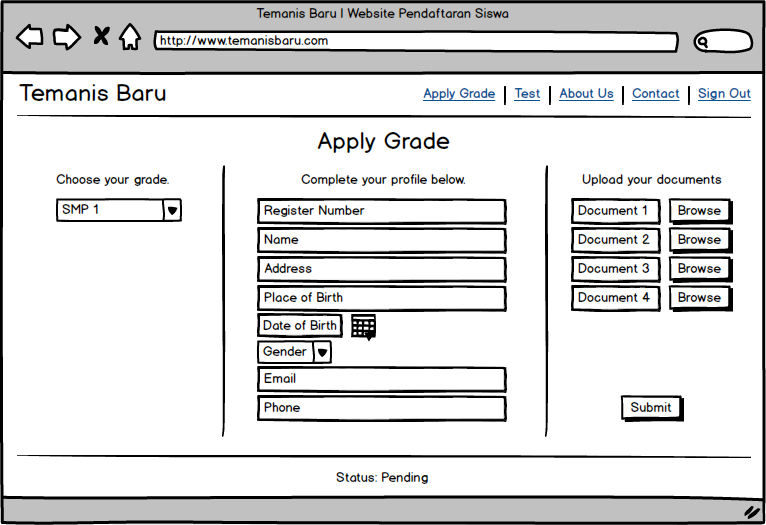 Temanis Baru | Website Pendaftaran Siswa
http://www.temanisbaru.com
Temanis Baru
Apply Grade | Test | About Us | Contact | Sign Out
Apply Grade
Choose your grade.
SMP 1
Complete your profile below.
Register Number
Name
Address
Place of Birth
Date of Birth
Gender
Email
Phone
Upload your documents
Document 1 Browse
Document 2 Browse
Document 3 Browse
Document 4 Browse
Submit
Status: Pending